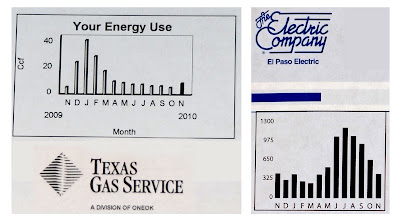 Your Energy Use
40
20
0
Ccf
N D J F M A M J J A S O N
2009 2010
Month
TEXAS
GAS SERVICE
A DIVISION OF ONEOK
The
Electric
Company
El Paso Electric
1300
975
650
325
0
N D J F M A M J J A S O N